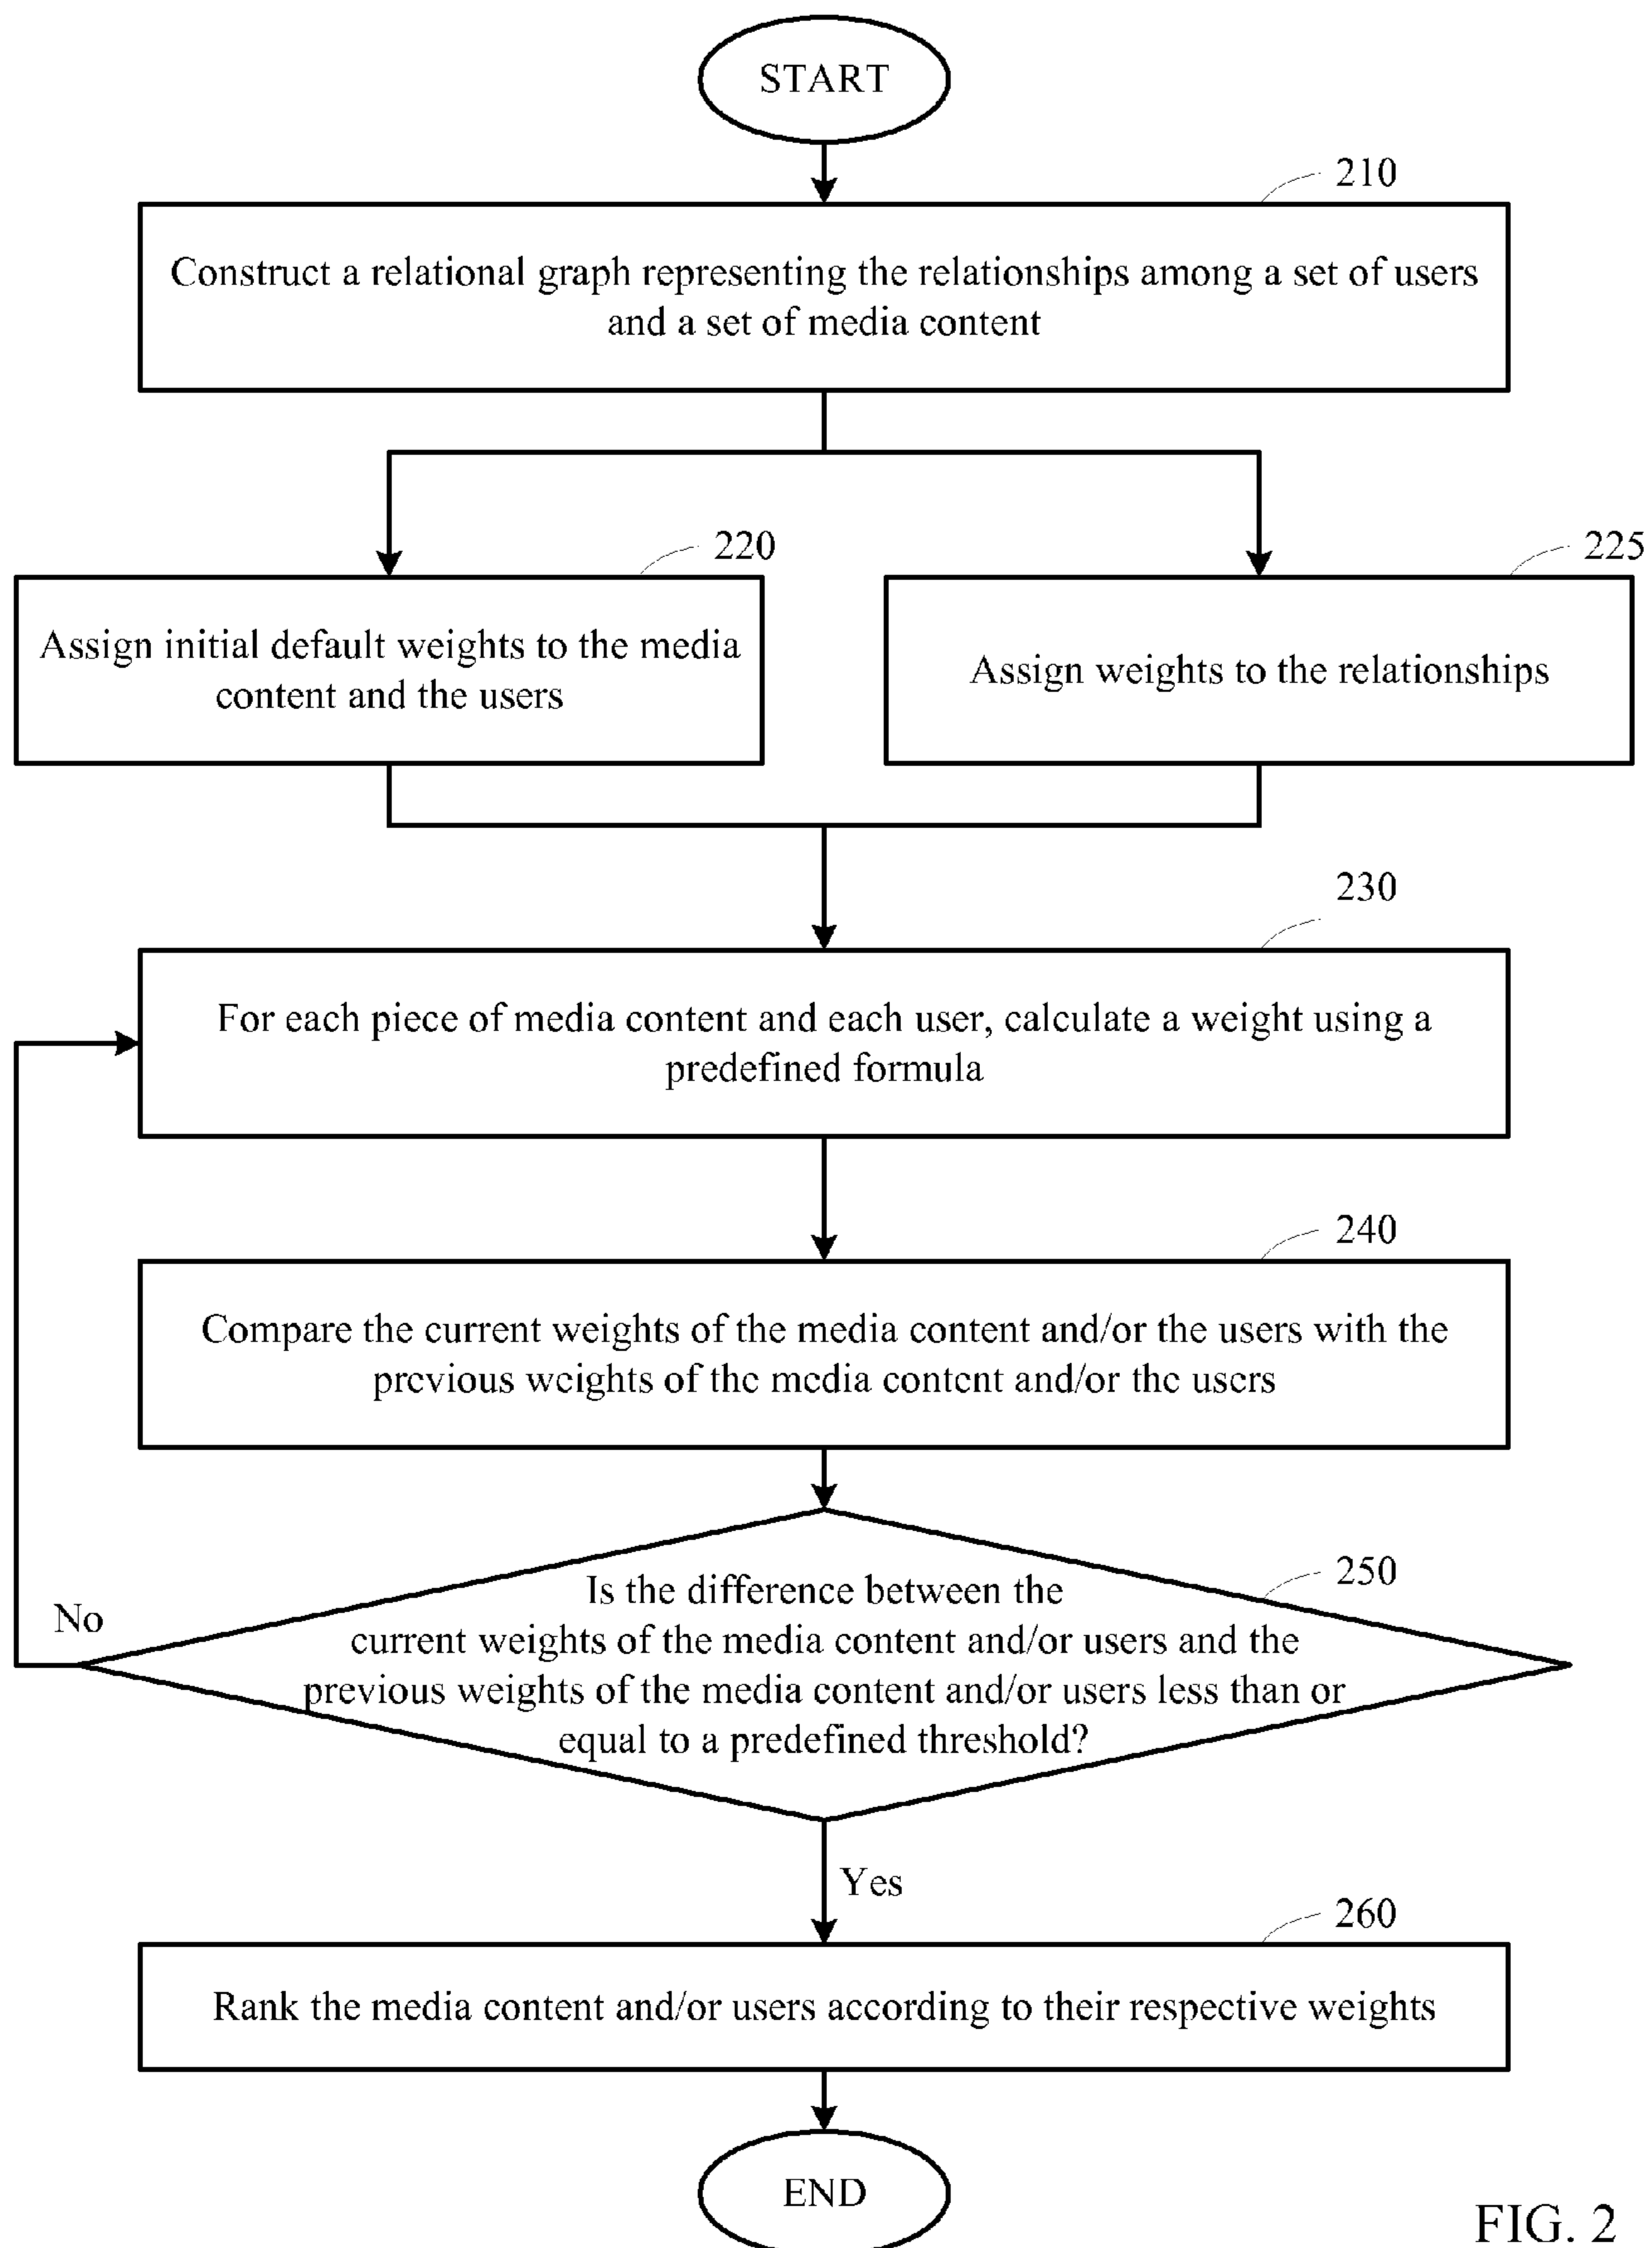 START
210
Construct a relational graph representing the relationships among a set of users
and a set of media content
220
Assign initial default weights to the media
content and the users
225
Assign weights to the relationships
230
For each piece of media content and each user, calculate a weight using a
predefined formula
240
Compare the current weights of the media content and/or the users with the
previous weights of the media content and/or the users
250
Is the difference between the
current weights of the media content and/or users and the
previous weights of the media content and/or users less than or
equal to a predefined threshold?
No
Yes
260
Rank the media content and/or users according to their respective weights
END
FIG. 2